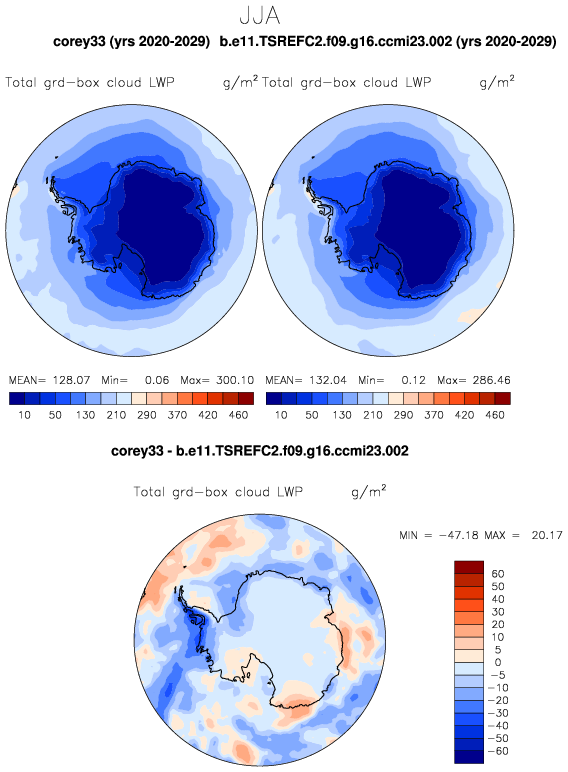 JJA
corey33 (yrs 2020-2029) b.e11.TSREFC2.f09.g16.ccmi23.002 (yrs 2020-2029)
Total grd-box cloud LWP g/m² Total grd-box cloud LWP g/m²
MEAN= 128.07 Min= 0.06 Max= 300.10 MEAN= 132.04 Min= 0.12 Max= 286.46
10 50 130 210 290 370 420 460 10 50 130 210 290 370 420 460
corey33 - b.e11.TSREFC2.f09.g16.ccmi23.002
Total grd-box cloud LWP g/m²
MIN = -47.18 MAX = 20.17
60
50
40
30
20
10
5
0
-5
-10
-20
-30
-40
-50
-60